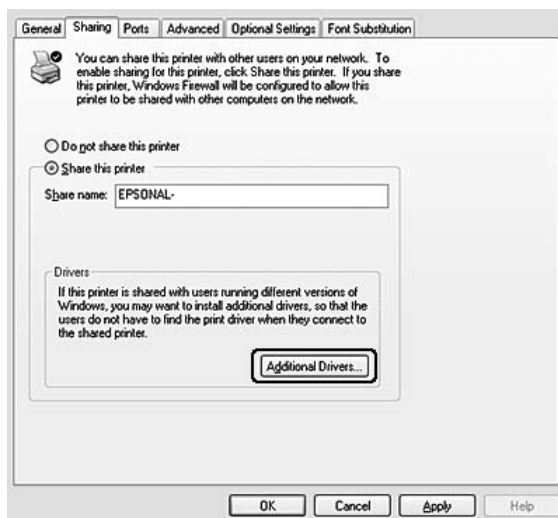 General Sharing Ports Advanced Optional Settings Font Substitution
You can share this printer with other users on your network. To
enable sharing for this printer, click Share this printer. If you share
this printer, Windows Firewall will be configured to allow this
printer to be shared with other computers on the network.
Do not share this printer
Share this printer
Share name: EPSONAL-
Drivers
If this printer is shared with users running different versions of
Windows, you may want to install additional drivers, so that the
users do not have to find the print driver when they connect to
the shared printer.
Additional Drivers...
OK Cancel Apply Help